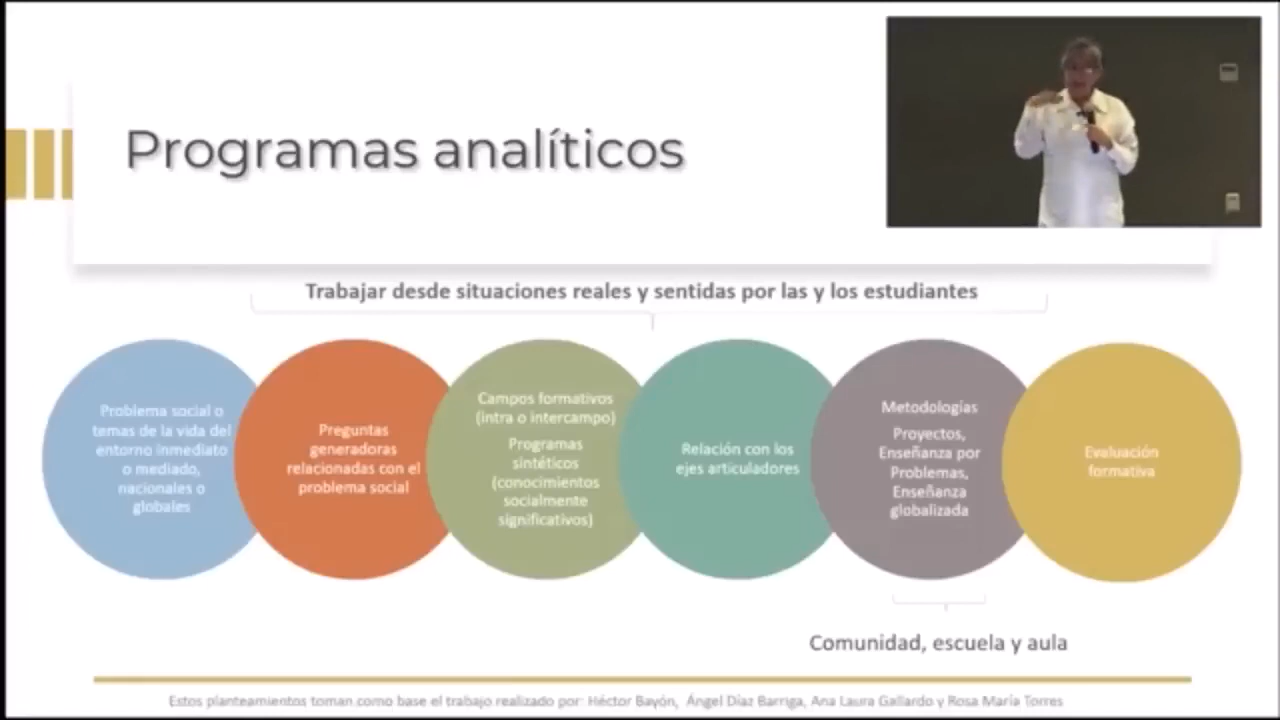 Programas analíticos
Trabajar desde situaciones reales y sentidas por las y los estudiantes
Problema social o
temas de la vida del
entorno inmediato
o mediado,
nacionales o
globales
Preguntas
generadoras
relacionadas con el
problema social
Campos formativos
(intra o intercampo)
Programas
sintéticos
(conocimientos
socialmente
significativos)
Relación con los
ejes articuladores
Metodologías
Proyectos,
Enseñanza por
Problemas,
Enseñanza
globalizada
Evaluación
formativa
Comunidad, escuela y aula
Estos planteamientos toman como base el trabajo realizado por: Héctor Bayón, Ángel Díaz Barriga, Ana Laura Gallardo y Rosa María Torres